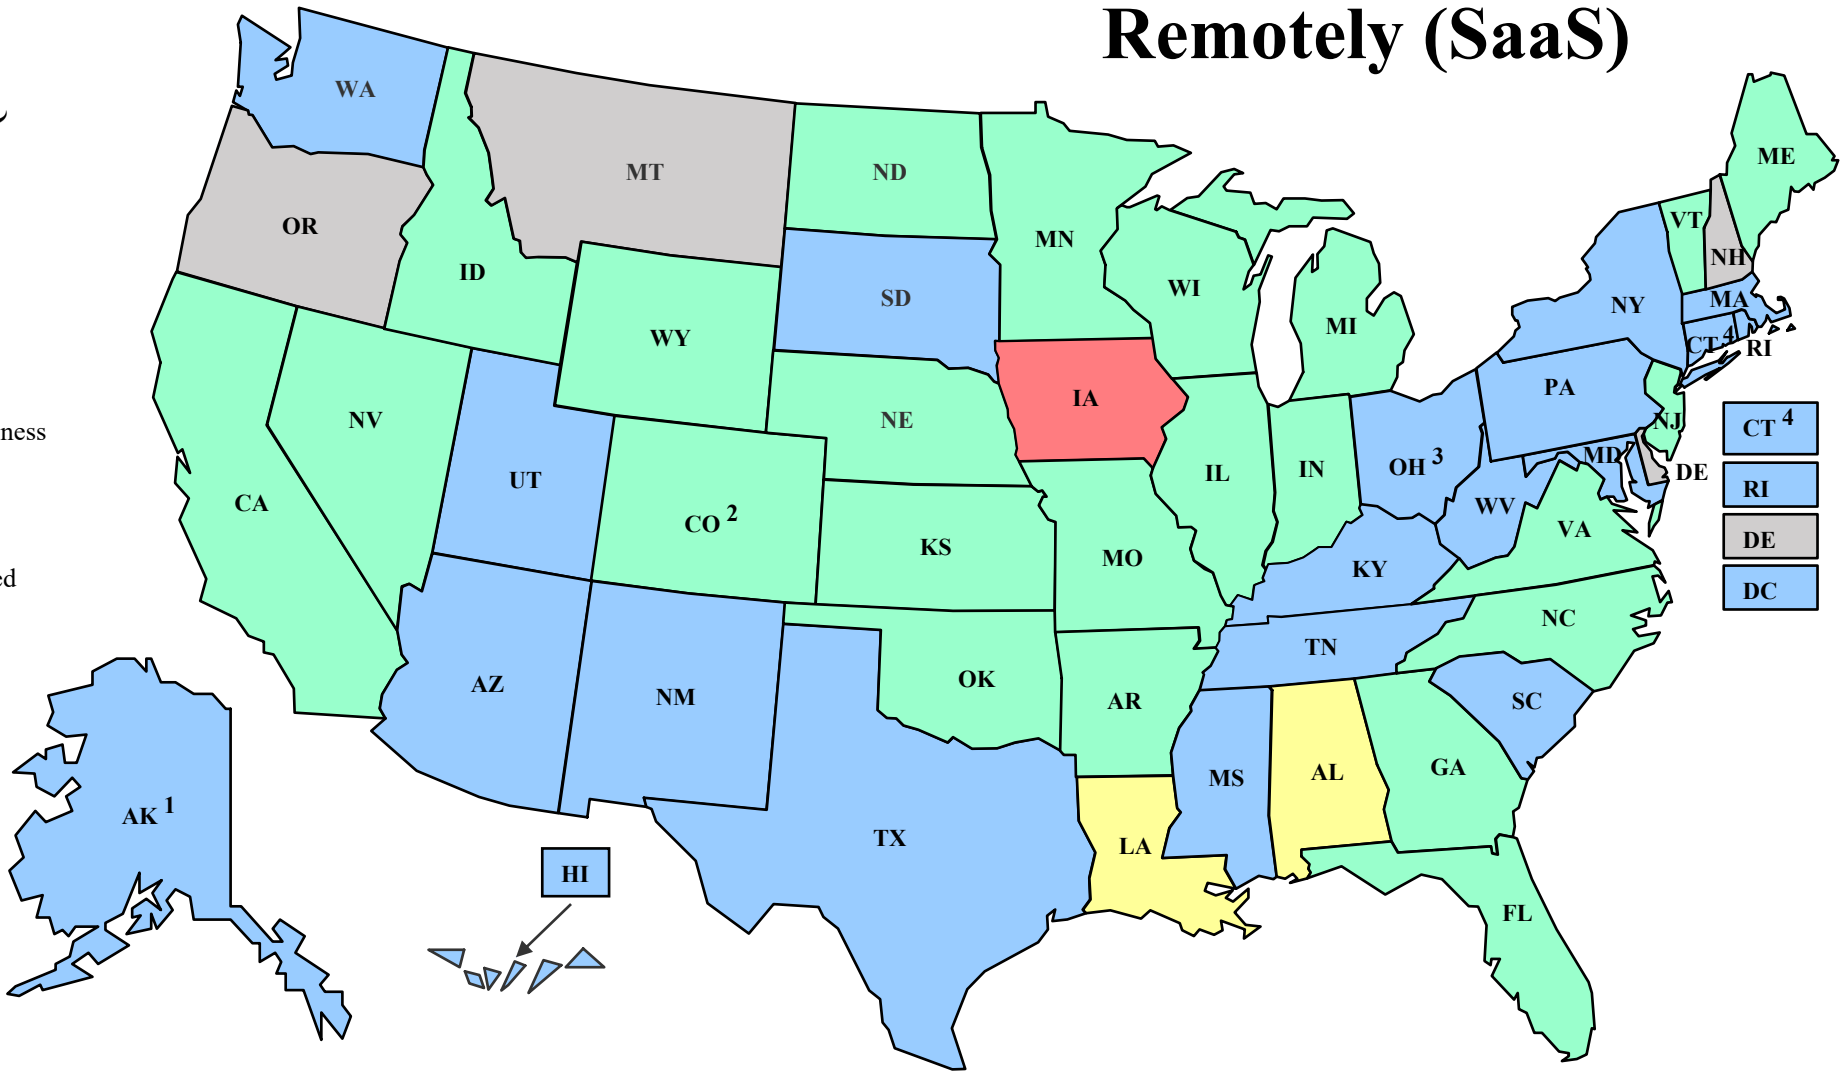 Remotely (SaaS)
WA
MT
ND
ME
OR
MN
VT
ID
NH
SD
WI
NY
MA
WY
MI
CT 4
RI
PA
IA
NV
NE
NJ
CT 4
ness
UT
OH 3
MD
IL
IN
DE
RI
CA
CO 2
WV
VA
KS
DE
MO
KY
ed
DC
NC
TN
AZ
NM
OK
AR
SC
MS
AL
GA
AK 1
TX
LA
HI
FL